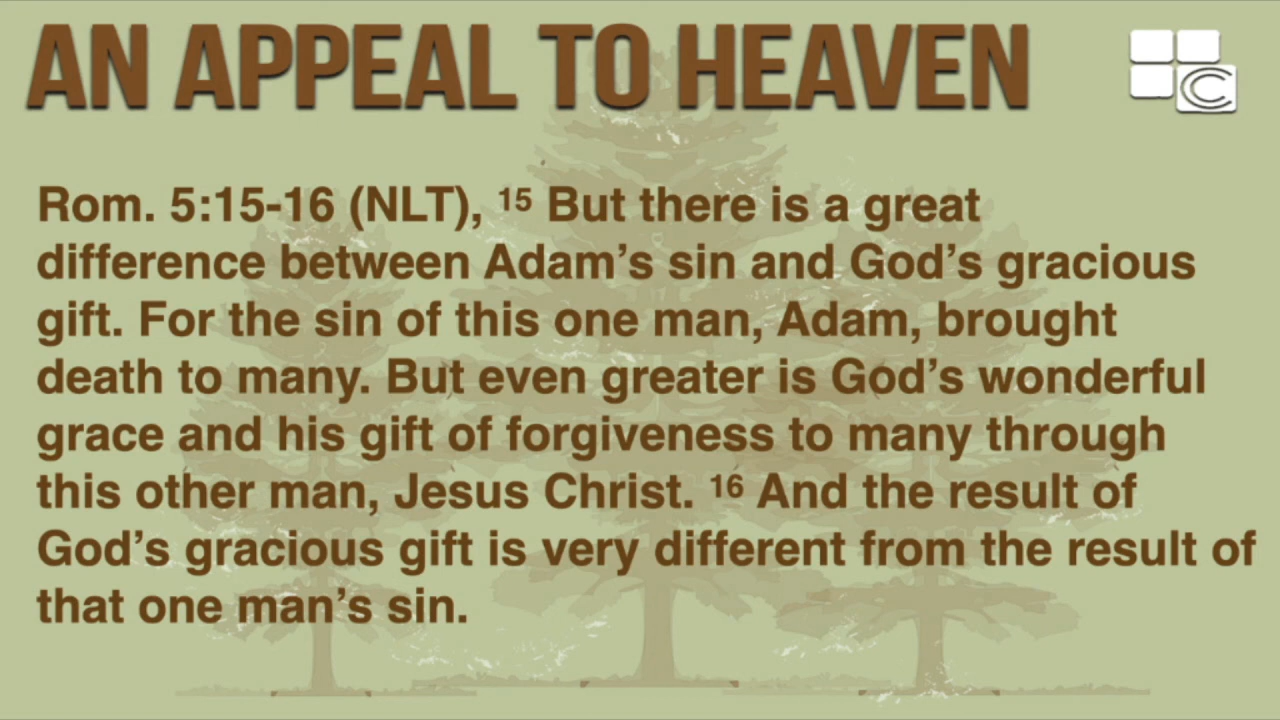 AN APPEAL TO HEAVEN
C
Rom. 5:15-16 (NLT), ¹⁵ But there is a great
difference between Adam’s sin and God’s gracious
gift. For the sin of this one man, Adam, brought
death to many. But even greater is God’s wonderful
grace and his gift of forgiveness to many through
this other man, Jesus Christ. ¹⁶ And the result of
God’s gracious gift is very different from the result of
that one man’s sin.